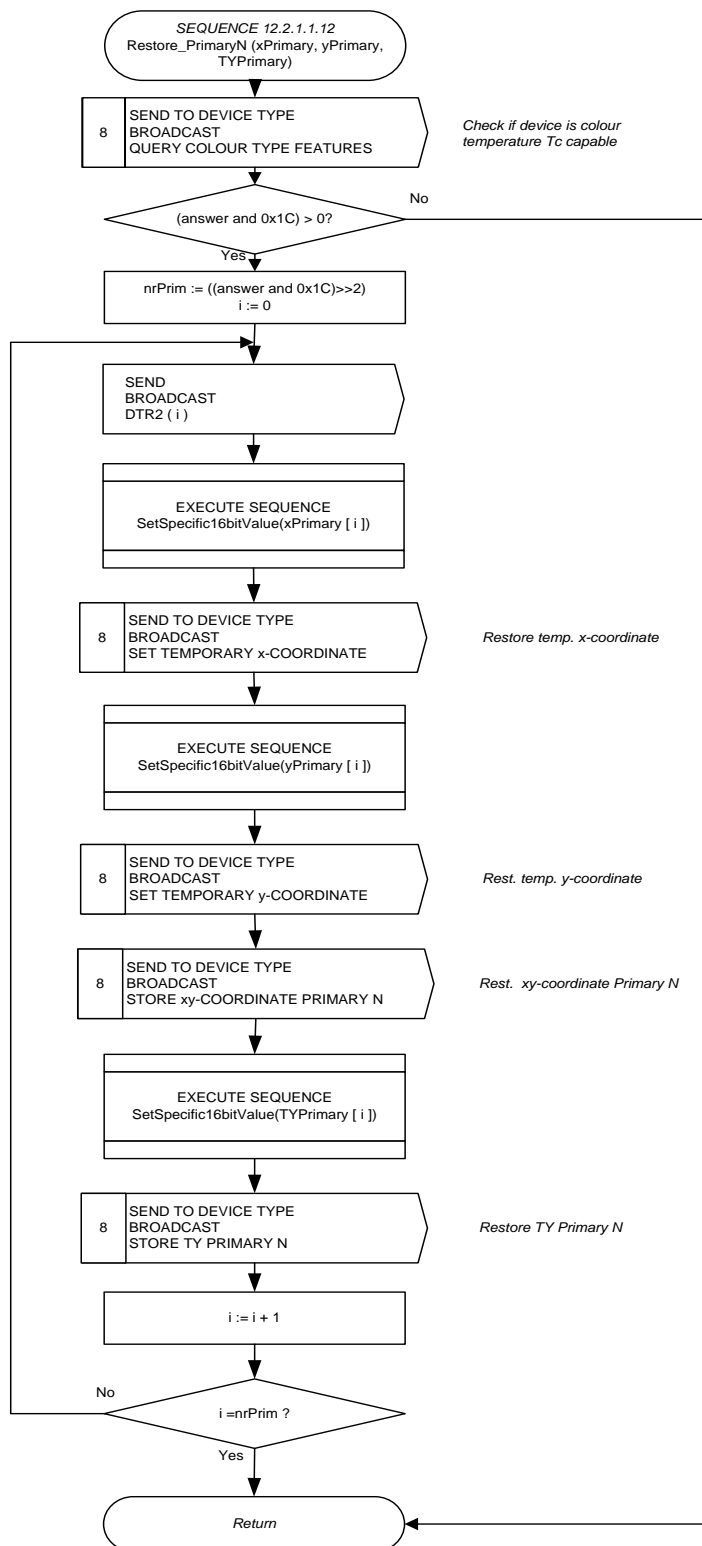 SEQUENCE 12.2.1.1.12
Restore_PrimaryN (xPrimary, yPrimary,
TYPrimary)
8
SEND TO DEVICE TYPE
BROADCAST
QUERY COLOUR TYPE FEATURES
Check if device is colour
temperature Tc capable
(answer and 0x1C) > 0?
No
Yes
nrPrim := ((answer and 0x1C)>>2)
i := 0
SEND
BROADCAST
DTR2 ( i )
EXECUTE SEQUENCE
SetSpecific16bitValue(xPrimary [ i ])
8
SEND TO DEVICE TYPE
BROADCAST
SET TEMPORARY x-COORDINATE
Restore temp. x-coordinate
EXECUTE SEQUENCE
SetSpecific16bitValue(yPrimary [ i ])
8
SEND TO DEVICE TYPE
BROADCAST
SET TEMPORARY y-COORDINATE
Rest. temp. y-coordinate
8
SEND TO DEVICE TYPE
BROADCAST
STORE xy-COORDINATE PRIMARY N
Rest. xy-coordinate Primary N
EXECUTE SEQUENCE
SetSpecific16bitValue(TYPrimary [ i ])
8
SEND TO DEVICE TYPE
BROADCAST
STORE TY PRIMARY N
Restore TY Primary N
i := i + 1
No
i =nrPrim ?
Yes
Return